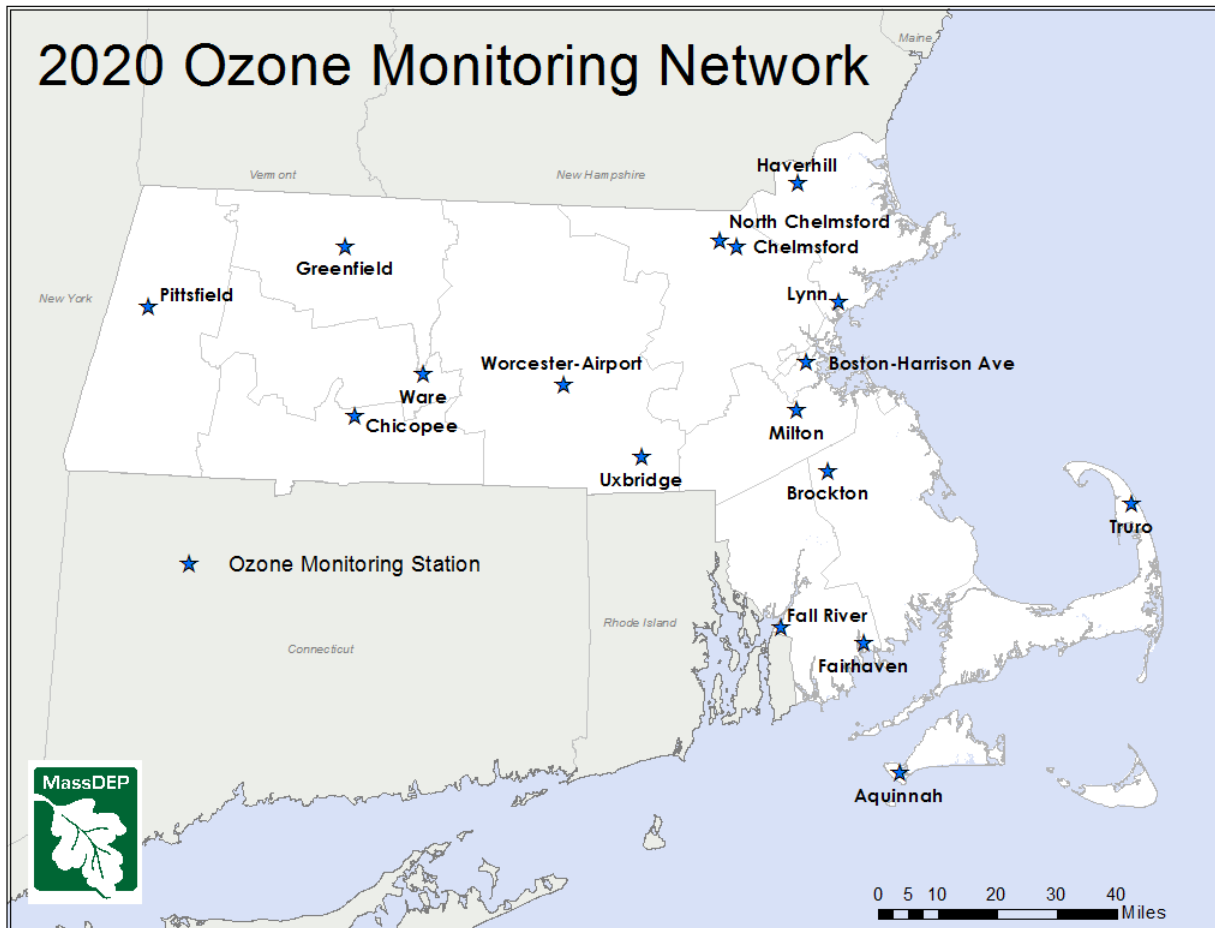 2020 Ozone Monitoring Network
Maine
Vermont
New Hampshire
Haverhill
North Chelmsford
Chelmsford
Greenfield
New York
Pittsfield
Lynn
Worcester-Airport
Boston-Harrison Ave
Ware
Chicopee
Milton
Uxbridge
Brockton
Truro
Ozone Monitoring Station
Fall River
Rhode Island
Connecticut
Fairhaven
MassDEP
Aquinnah
0 5 10 20 30 40
Miles